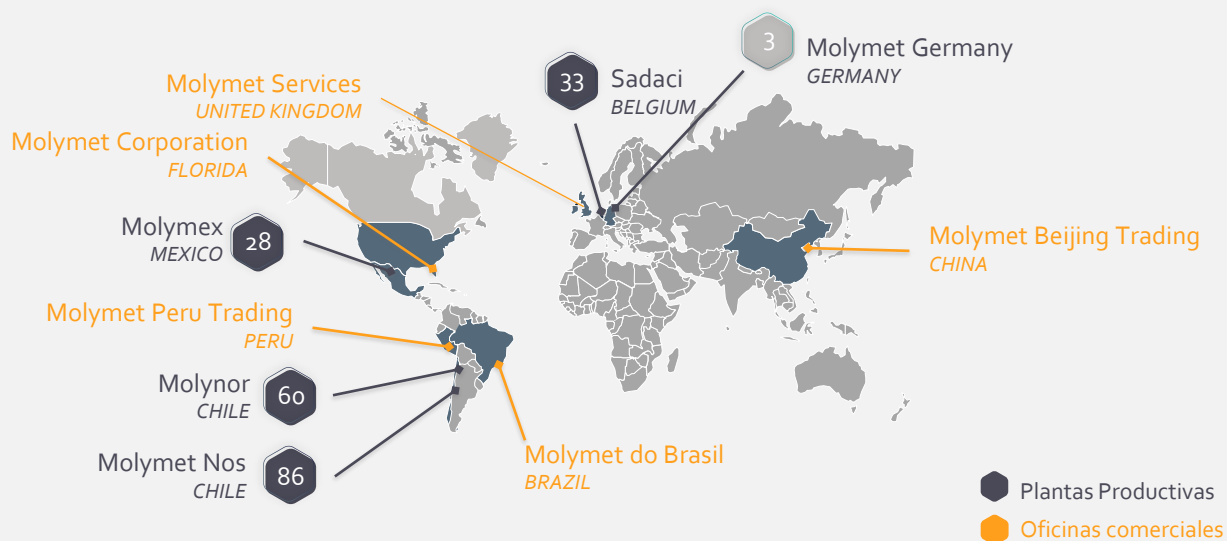 3
Molymet Germany
GERMANY
33
Sadaci
BELGIUM
Molymet Services
UNITED KINGDOM
Molymet Corporation
FLORIDA
Molymex
MEXICO
28
Molymet Beijing Trading
CHINA
Molymet Peru Trading
PERU
Molynor
CHILE
60
Molymet Nos
CHILE
86
Molymet do Brasil
BRAZIL
Plantas Productivas
Oficinas comerciales